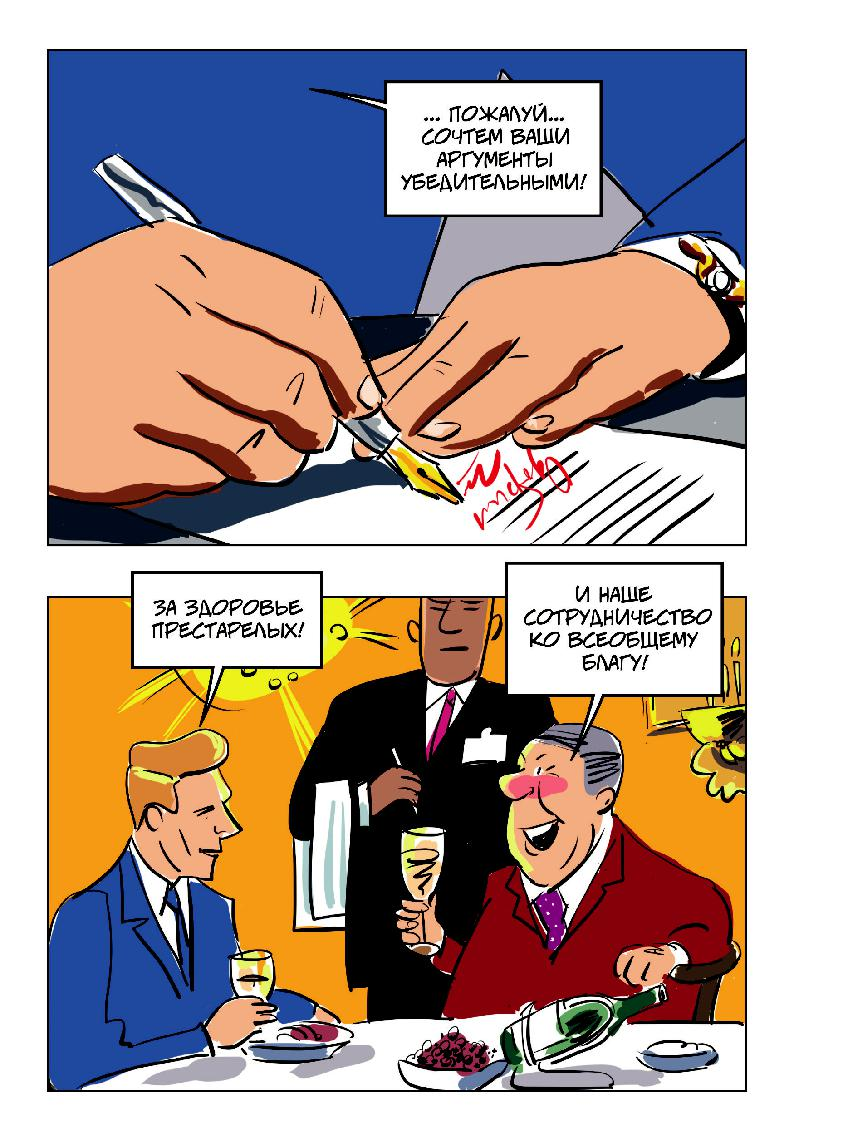 ... ПОЖАЛУЙ...
СОЧТЕМ ВАШИ
АРГУМЕНТЫ
УБЕДИТЕЛЬНЫМИ!
ЗА ЗДОРОВЬЕ
ПРЕСТАРЕЛЫХ!
И НАШЕ
СОТРУДНИЧЕСТВО
КО ВСЕОБЩЕМУ
БЛАГУ!